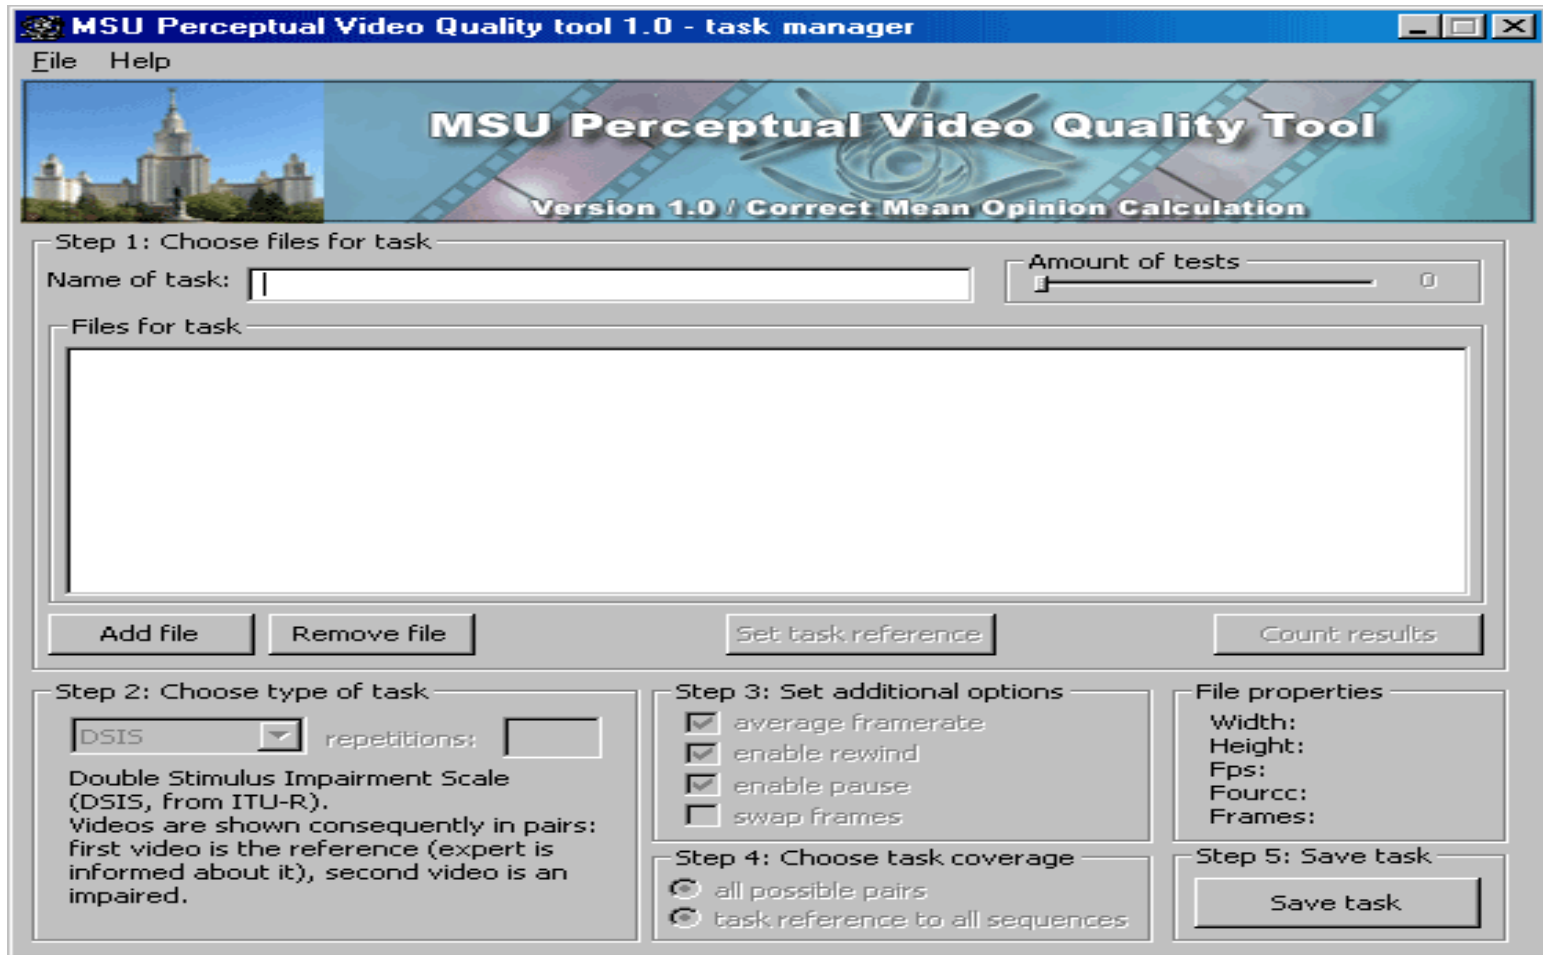 MSU Perceptual Video Quality tool 1.0 - task manager
File Help
MSU Perceptual Video Quality Tool
Version 1.0 / Correct Mean Opinion Calculation
Step 1: Choose files for task
Name of task:
Amount of tests
0
Files for task
Add file
Remove file
Set task reference
Count results
Step 2: Choose type of task
DSIS
repetitions:
Double Stimulus Impairment Scale
(DSIS, from ITU-R).
Videos are shown consequently in pairs:
first video is the reference (expert is
informed about it), second video is an
impaired.
Step 3: Set additional options
average framerate
enable rewind
enable pause
swap frames
Step 4: Choose task coverage
all possible pairs
task reference to all sequences
File properties
Width:
Height:
Fps:
Fourcc:
Frames:
Step 5: Save task
Save task